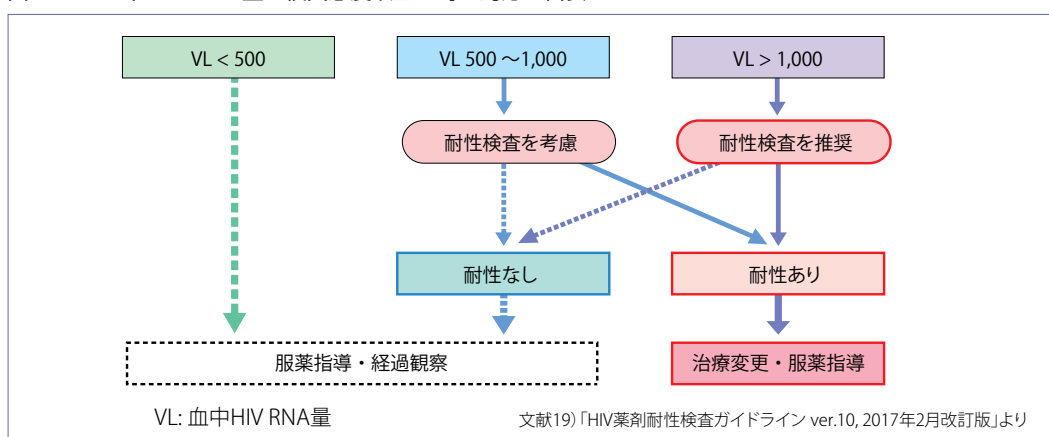 VL < 500
VL 500 ～1,000
VL > 1,000
耐性検査を考慮
耐性検査を推奨
耐性なし
耐性あり
服薬指導・経過観察
治療変更・服薬指導
VL: 血中HIV RNA量
文献19）「HIV薬剤耐性検査ガイドライン ver.10, 2017年2月改訂版」より